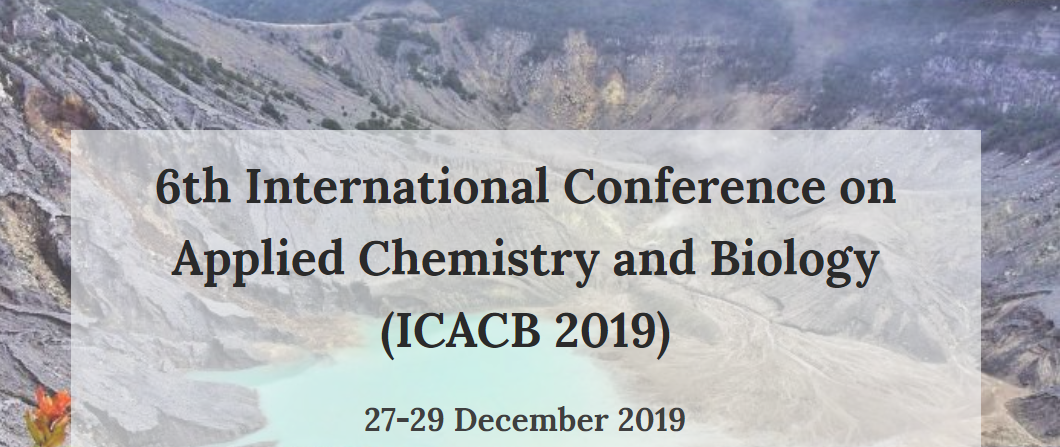 6th International Conference on
Applied Chemistry and Biology
(ICACB 2019)
27-29 December 2019